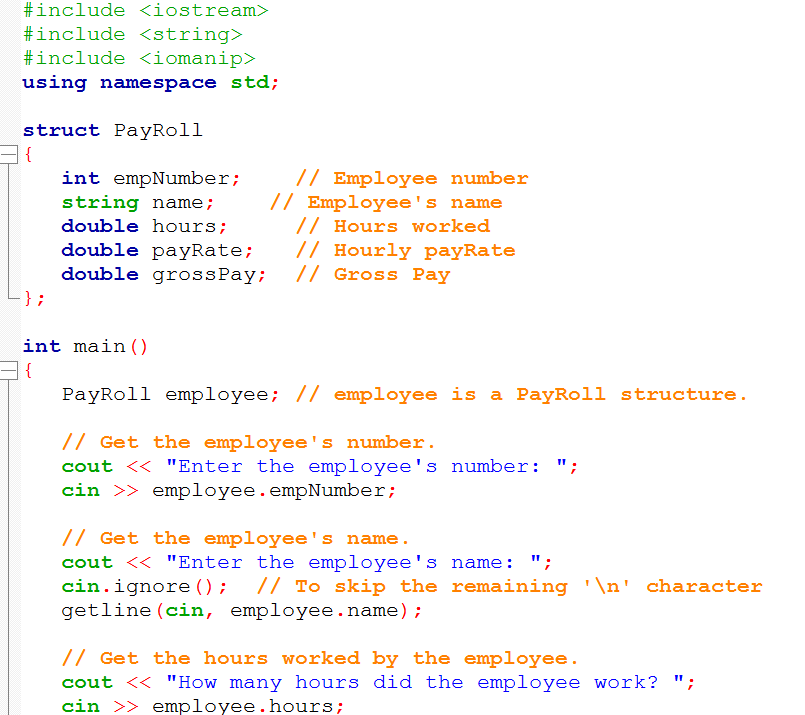 #include <iostream>
#include <string>
#include <iomanip>
using namespace std;

struct PayRoll
{
   int empNumber;    // Employee number
   string name;    // Employee's name
   double hours;     // Hours worked
   double payRate;   // Hourly payRate
   double grossPay;  // Gross Pay
};

int main()
{
   PayRoll employee; // employee is a PayRoll structure.

   // Get the employee's number.
   cout << "Enter the employee's number: ";
   cin >> employee.empNumber;

   // Get the employee's name.
   cout << "Enter the employee's name: ";
   cin.ignore();  // To skip the remaining '\n' character
   getline(cin, employee.name);

   // Get the hours worked by the employee.
   cout << "How many hours did the employee work? ";
   cin >> employee.hours;